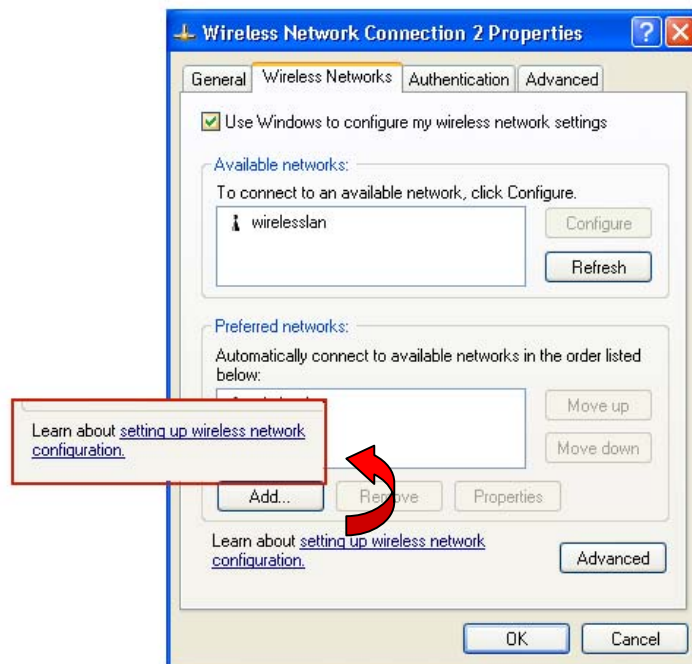 Wireless Network Connection 2 Properties
General
Wireless Networks
Authentication
Advanced
Use Windows to configure my wireless network settings
Available networks:
To connect to an available network, click Configure.
wirelesslan
Configure
Refresh
Preferred networks:
Automatically connect to available networks in the order listed
below:
Move up
Move down
Learn about setting up wireless network
configuration.
Add...
Remove
Properties
Learn about setting up wireless network
configuration.
Advanced
OK
Cancel